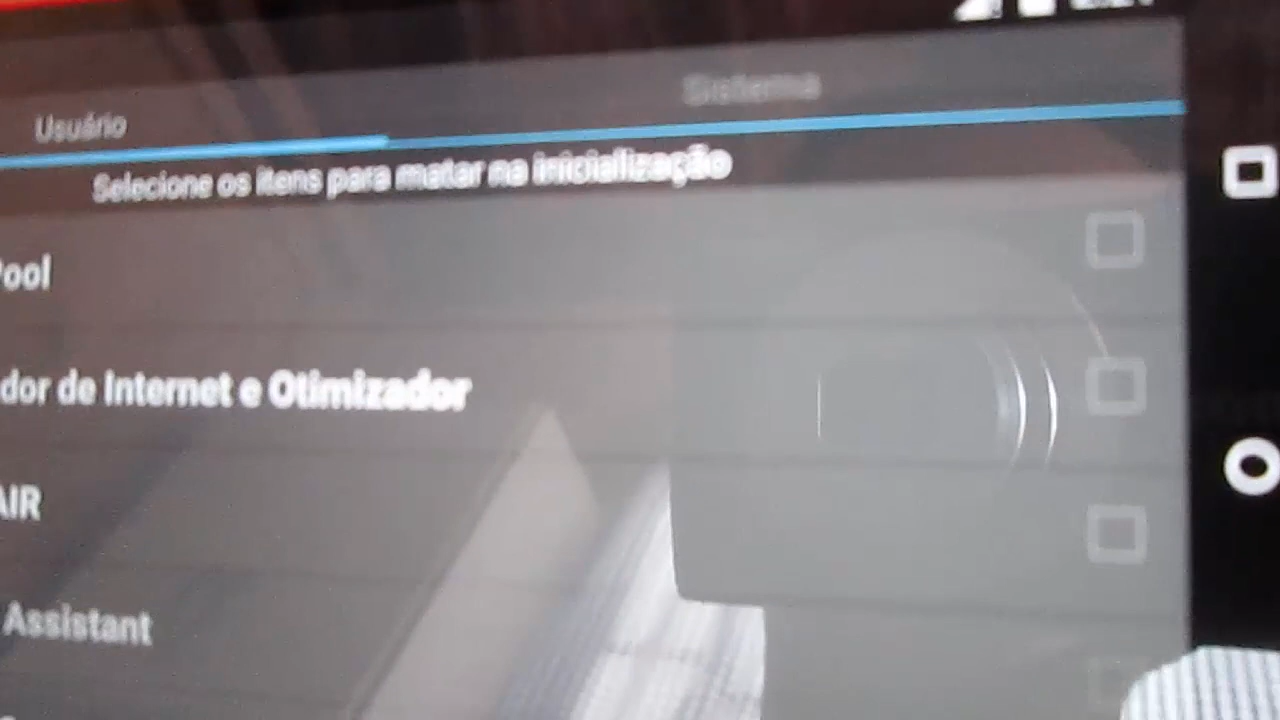 Usuário
Sistema
Selecione os itens para matar na inicialização
Pool
dor de Internet e Otimizador
AIR
Assistant